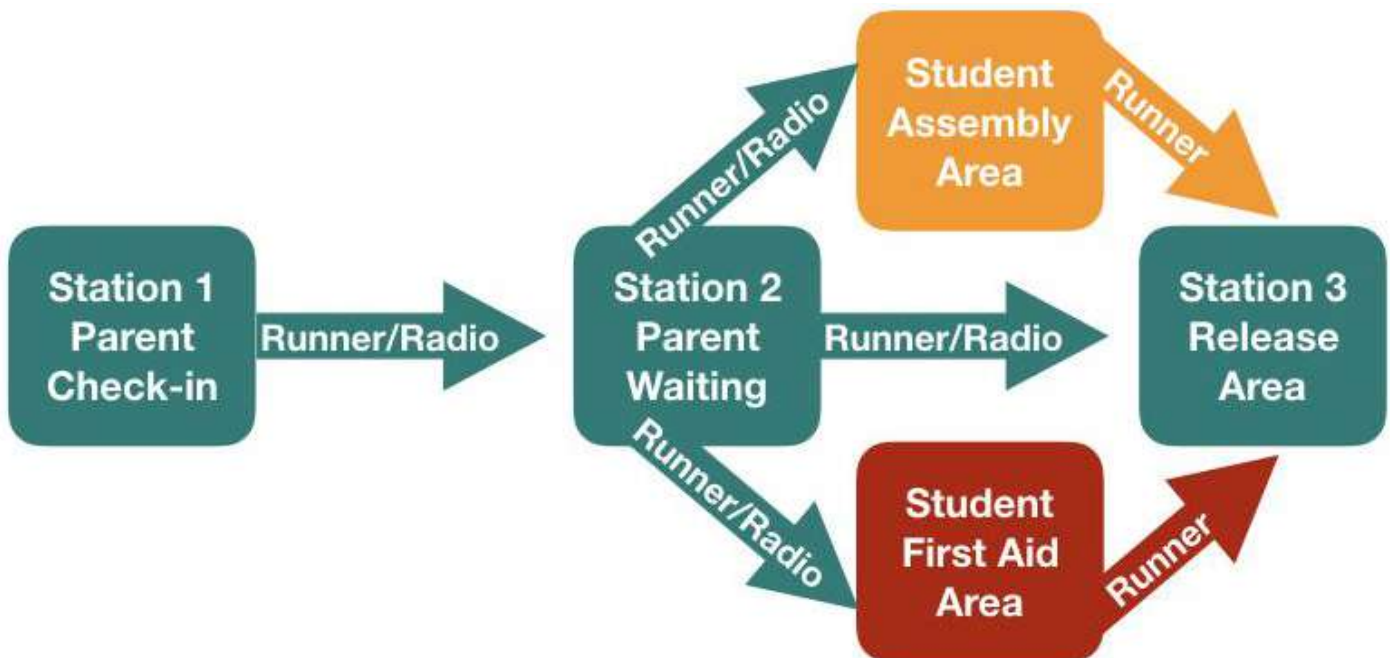 Station 1
Parent
Check-in
Runner/Radio
Station 2
Parent
Waiting
Runner/Radio
Student
Assembly
Area
Runner
Runner/Radio
Runner/Radio
Student
First Aid
Area
Runner
Station 3
Release
Area